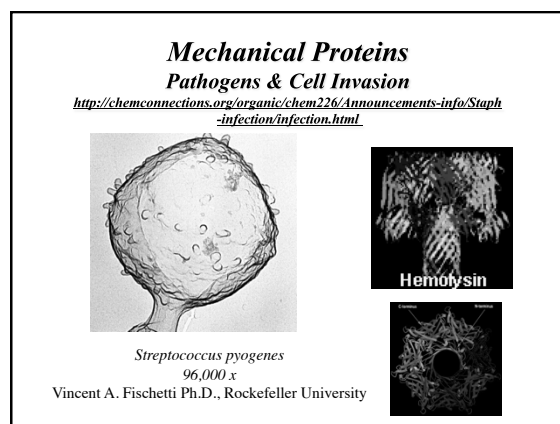 Mechanical Proteins
Pathogens & Cell Invasion
http://chemconnections.org/organic/chem226/Announcements-info/Staph
-infection/infection.html
Hemolysin
Streptococcus pyogenes
96,000 x
Vincent A. Fischetti Ph.D., Rockefeller University